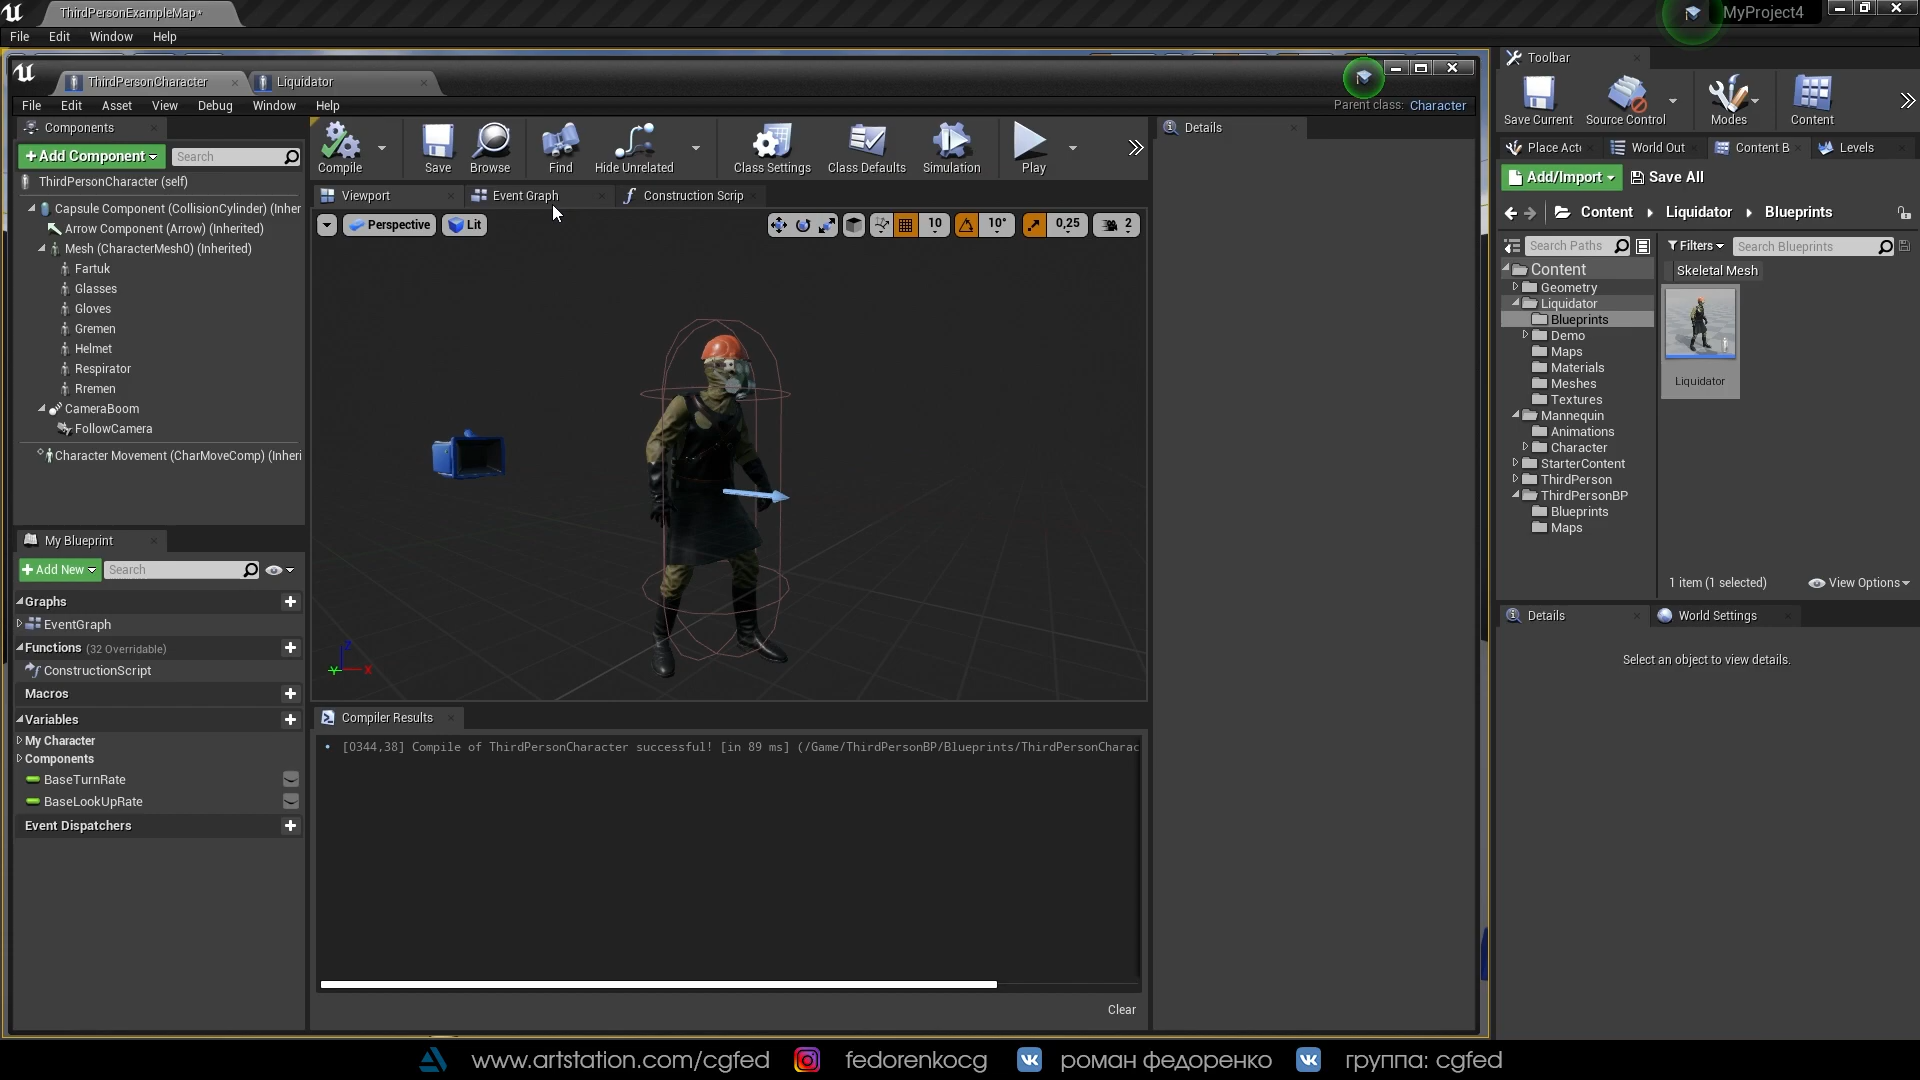 ThirdPersonExampleMap*
MyProject4
File Edit Window Help
ThirdPersonCharacter
Liquidator
File Edit Asset View Debug Window Help
Parent class: Character
Components
Add Component
Search
ThirdPersonCharacter (self)
Capsule Component (CollisionCylinder) (Inher
Arrow Component (Arrow) (Inherited)
Mesh (CharacterMesh0) (Inherited)
Fartuk
Glasses
Gloves
Gremen
Helmet
Respirator
Rremen
CameraBoom
FollowCamera
Character Movement (CharMoveComp) (Inheri
My Blueprint
Add New
Search
Graphs
EventGraph
Functions (32 Overridable)
ConstructionScript
Macros
Variables
My Character
Components
BaseTurnRate
BaseLookUpRate
Event Dispatchers
Compile
Save
Browse
Find
Hide Unrelated
Class Settings
Class Defaults
Simulation
Play
Viewport
Event Graph
Construction Scrip
Perspective
Lit
10
10°
0,25
2
Z
Y
X
Compiler Results
[0344,38] Compile of ThirdPersonCharacter successful! [in 89 ms] (/Game/ThirdPersonBP/Blueprints/ThirdPersonCharac
Clear
Details
Toolbar
Save Current
Source Control
Modes
Content
Place Act
World Out
Content B
Levels
Add/Import
Save All
Content
Liquidator
Blueprints
Search Paths
Filters
Search Blueprints
Skeletal Mesh
Content
Geometry
Liquidator
Blueprints
Demo
Maps
Materials
Meshes
Textures
Mannequin
Animations
Character
StarterContent
ThirdPerson
ThirdPersonBP
Blueprints
Maps
Liquidator
1 item (1 selected)
View Options
Details
World Settings
Select an object to view details.
www.artstation.com/cgfed
fedorenkocg
роман федоренко
группа: cgfed